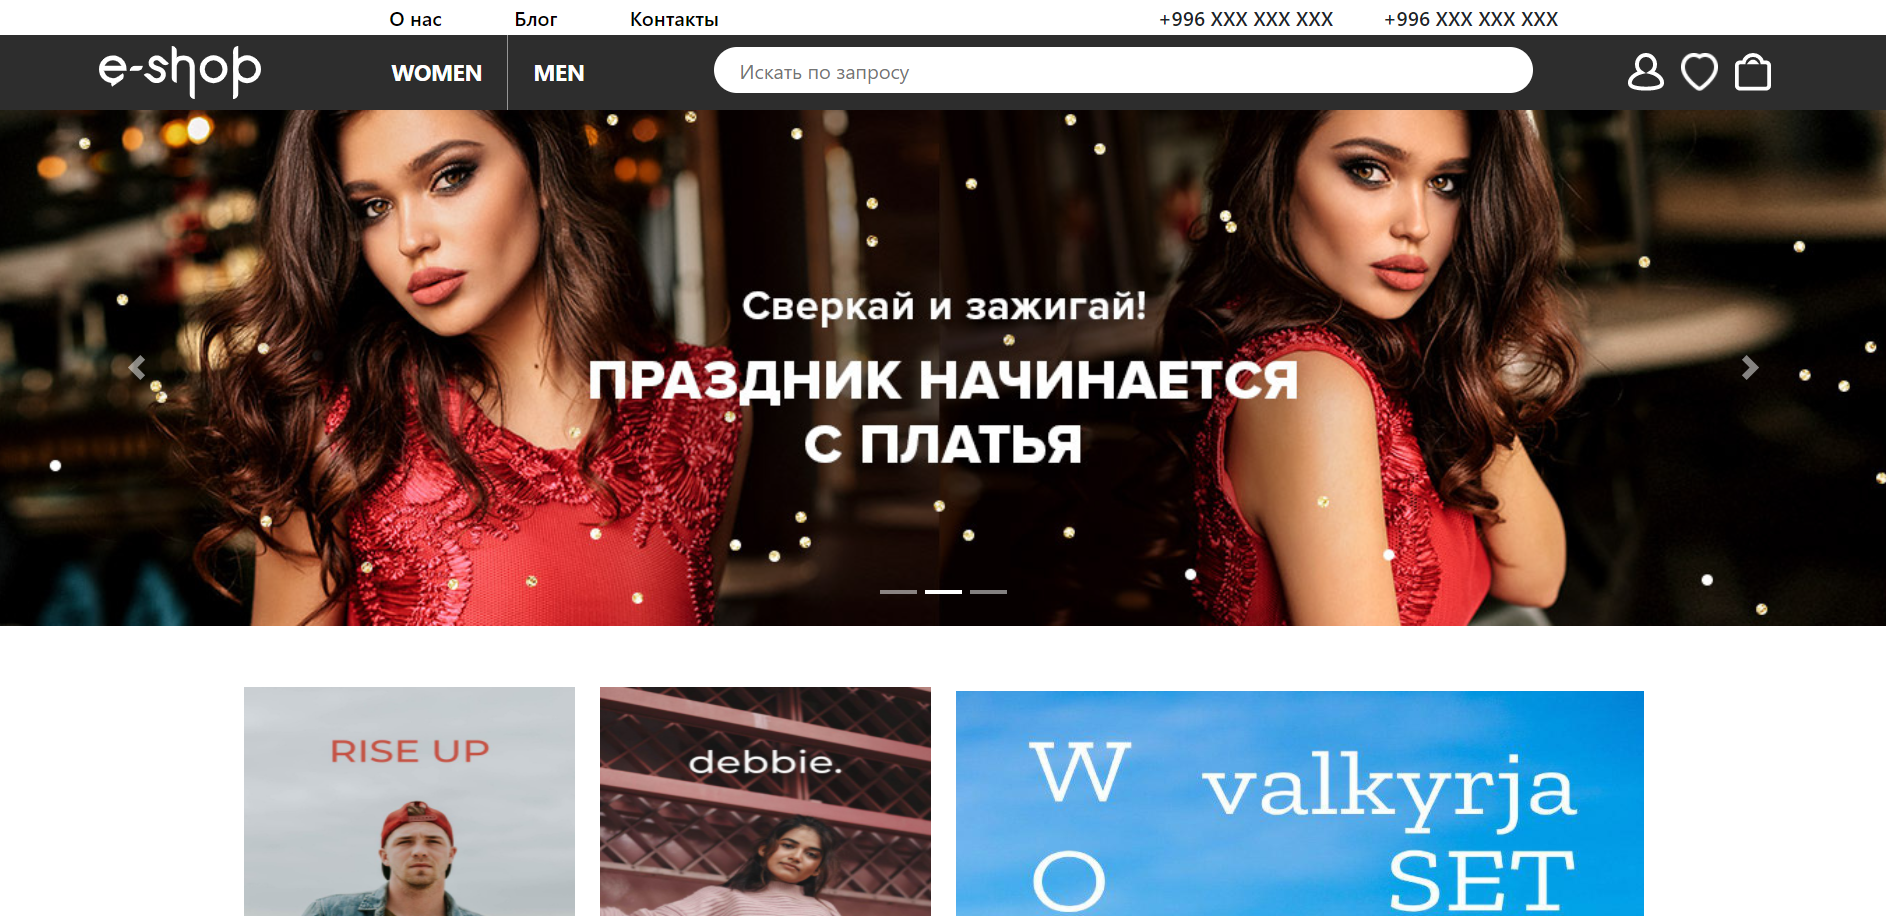 О нас Блог Контакты +996 XXX XXX XXX +996 XXX XXX XXX
e-shop WOMEN MEN Искать по запросу
Сверкай и зажигай!
ПРАЗДНИК НАЧИНАЕТСЯ
С ПЛАТЬЯ
RISE UP
debbie.
W
O
valkyrja
SET